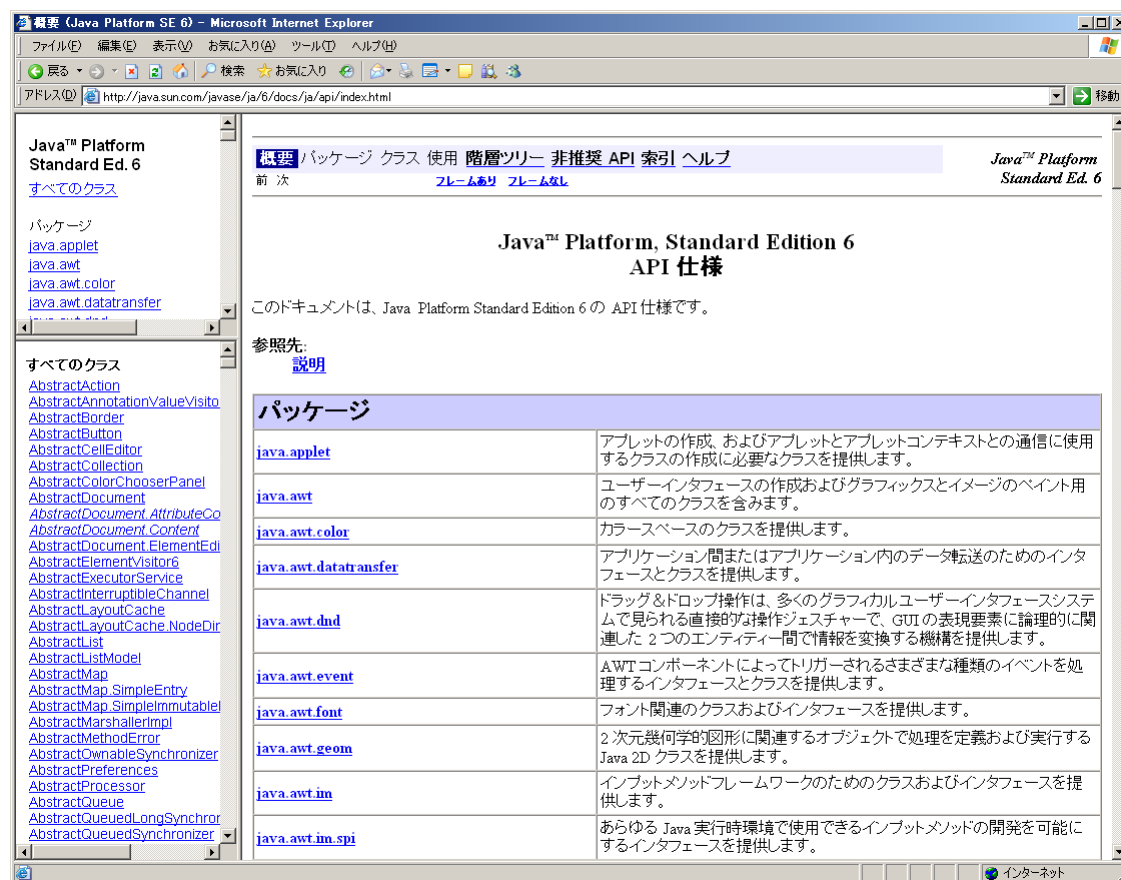 概要 (Java Platform SE 6) - Microsoft Internet Explorer
ファイル(F) 編集(E) 表示(V) お気に入り(A) ツール(T) ヘルプ(H)
戻る 検索 お気に入り
アドレス(D) http://java.sun.com/javase/ja/6/docs/ja/api/index.html 移動
Java™ Platform
Standard Ed. 6
すべてのクラス
パッケージ
java.applet
java.awt
java.awt.color
java.awt.datatransfer
すべてのクラス
AbstractAction
AbstractAnnotationValueVisito
AbstractBorder
AbstractButton
AbstractCellEditor
AbstractCollection
AbstractColorChooserPanel
AbstractDocument
AbstractDocument.AttributeCo
AbstractDocument.Content
AbstractDocument.ElementEdi
AbstractElementVisitor6
AbstractExecutorService
AbstractInterruptibleChannel
AbstractLayoutCache
AbstractLayoutCache.NodeDir
AbstractList
AbstractListModel
AbstractMap
AbstractMap.SimpleEntry
AbstractMap.SimpleImmutableE
AbstractMarshallerImpl
AbstractMethodError
AbstractOwnableSynchronizer
AbstractPreferences
AbstractProcessor
AbstractQueue
AbstractQueuedLongSynchror
AbstractQueuedSynchronizer
概要 パッケージ クラス 使用 階層ツリー 非推奨 API 索引 ヘルプ
前 次 フレームあり フレームなし
Java™ Platform
Standard Ed. 6
Java™ Platform, Standard Edition 6
API 仕様
このドキュメントは、Java Platform Standard Edition 6 の API 仕様です。
参照先:
説明
パッケージ
java.applet アプレットの作成、およびアプレットとアプレットコンテキストとの通信に使用
するクラスの作成に必要なクラスを提供します。
java.awt ユーザーインタフェースの作成およびグラフィックスとイメージのペイント用
のすべてのクラスを含みます。
java.awt.color カラースペースのクラスを提供します。
java.awt.datatransfer アプリケーション間またはアプリケーション内のデータ転送のためのインタ
フェースとクラスを提供します。
java.awt.dnd ドラッグ&ドロップ操作は、多くのグラフィカルユーザーインタフェースシステ
ムで見られる直接的な操作ジェスチャーで、GUI の表現要素に論理的に関
連した 2 つのエンティティー間で情報を変換する機構を提供します。
java.awt.event AWT コンポーネントによってトリガーされるさまざまな種類のイベントを処
理するインタフェースとクラスを提供します。
java.awt.font フォント関連のクラスおよびインタフェースを提供します。
java.awt.geom 2 次元幾何学的図形に関連するオブジェクトで処理を定義および実行する
Java 2D クラスを提供します。
java.awt.im インプットメソッドフレームワークのためのクラスおよびインタフェースを提
供します。
java.awt.im.spi あらゆる Java 実行時環境で使用できるインプットメソッドの開発を可能に
するインタフェースを提供します。
インターネット